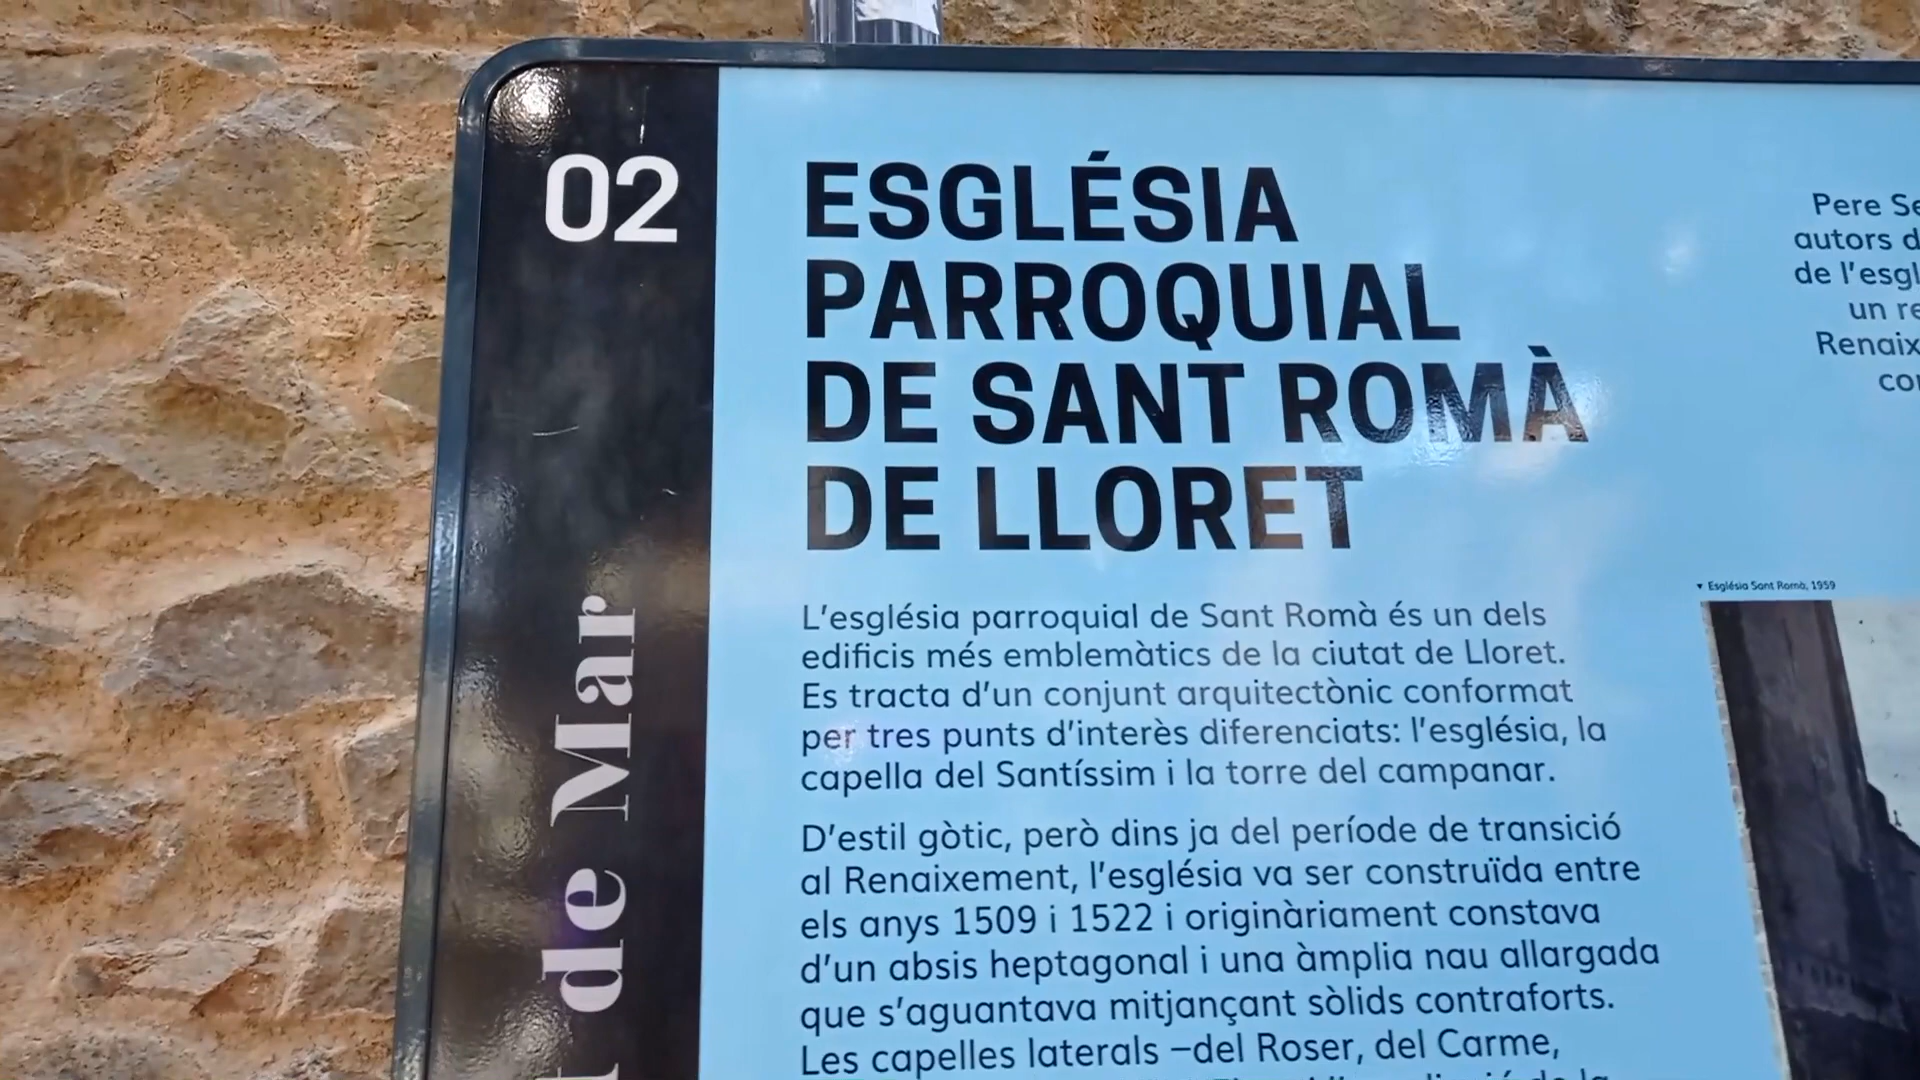 02
ESGLÉSIA
PARROQUIAL
DE SANT ROMÀ
DE LLORET
L'església parroquial de Sant Romà és un dels
edificis més emblemàtics de la ciutat de Lloret.
Es tracta d'un conjunt arquitectònic conformat
per tres punts d'interès diferenciats: l'església, la
capella del Santíssim i la torre del campanar.
D'estil gòtic, però dins ja del període de transició
al Renaixement, l'església va ser construïda entre
els anys 1509 i 1522 i originàriament constava
d'un absis heptagonal i una àmplia nau allargada
que s'aguantava mitjançant sòlids contraforts.
Les capelles laterals –del Roser, del Carme,
de Mar
Pere
autors
de
un
▼ Església Sant Romà, 1959